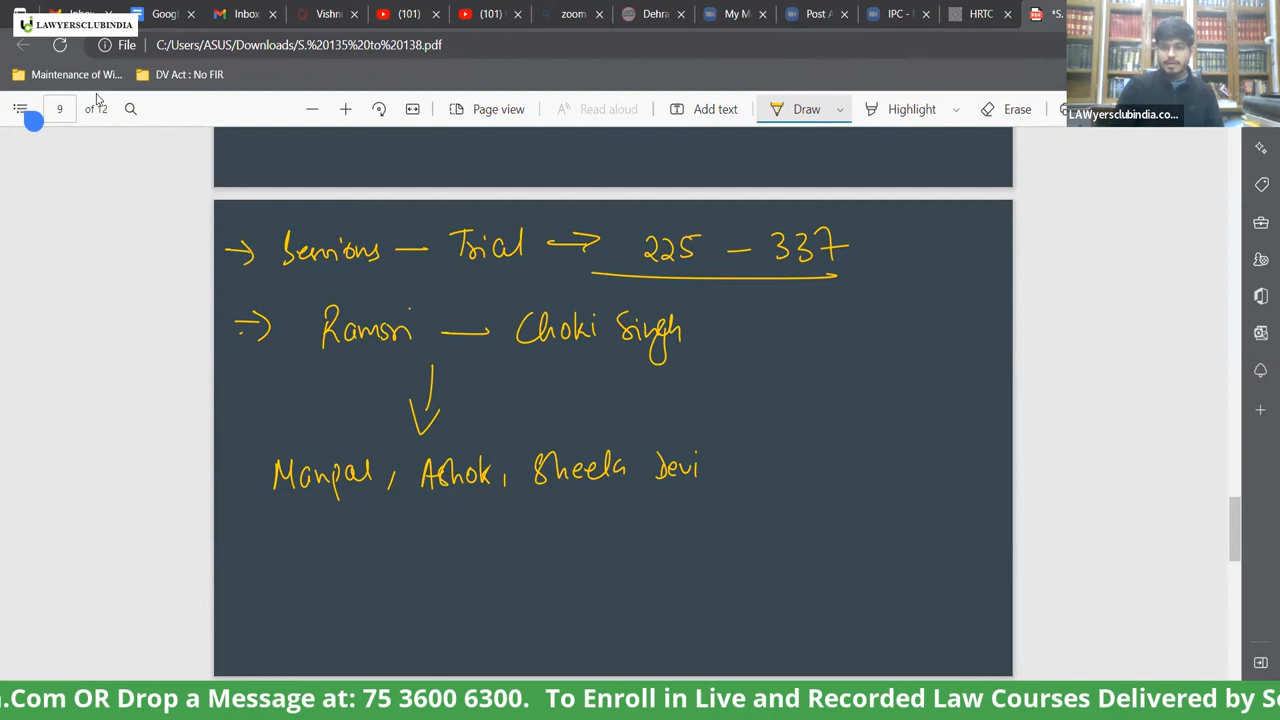 Inbox
Googl
Inbox
Vishnu
(101)
(101)
Dehra
Post
IPC -
HRTC
LAWYERSCLUBINDIA
File
C:/Users/ASUS/Downloads/S.%20135%20to%20138.pdf
Maintenance of Wi...
DV Act : No FIR
9 of 12
Page view
Read aloud
Add text
Draw
Highlight
Erase
LAWyersclubindia.co...
→ Sessions — Trial → 225 — 337
⇒ Ramsri — Choki Singh
Manpal, Ashok, Sheela Devi
.Com OR Drop a Message at: 75 3600 6300. To Enroll in Live and Recorded Law Courses Delivered by